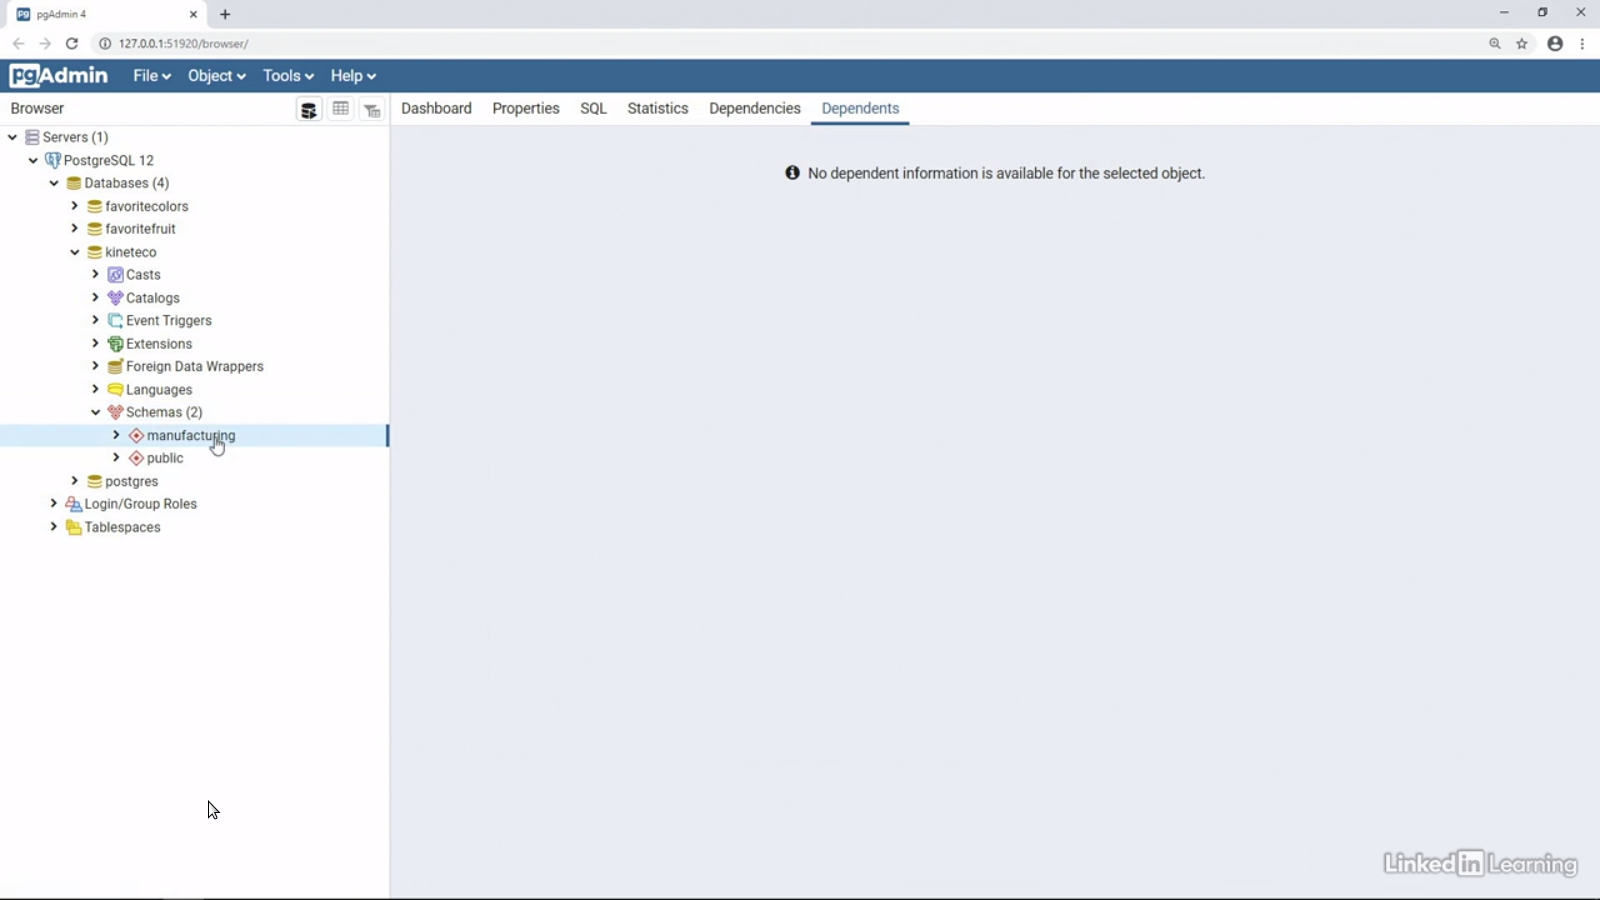 pgAdmin 4
127.0.0.1:51920/browser/
pgAdmin File Object Tools Help
Browser
Dashboard Properties SQL Statistics Dependencies Dependents
Servers (1)
PostgreSQL 12
Databases (4)
favoritecolors
favoritefruit
kineteco
Casts
Catalogs
Event Triggers
Extensions
Foreign Data Wrappers
Languages
Schemas (2)
manufacturing
public
postgres
Login/Group Roles
Tablespaces
No dependent information is available for the selected object.
Linked in Learning